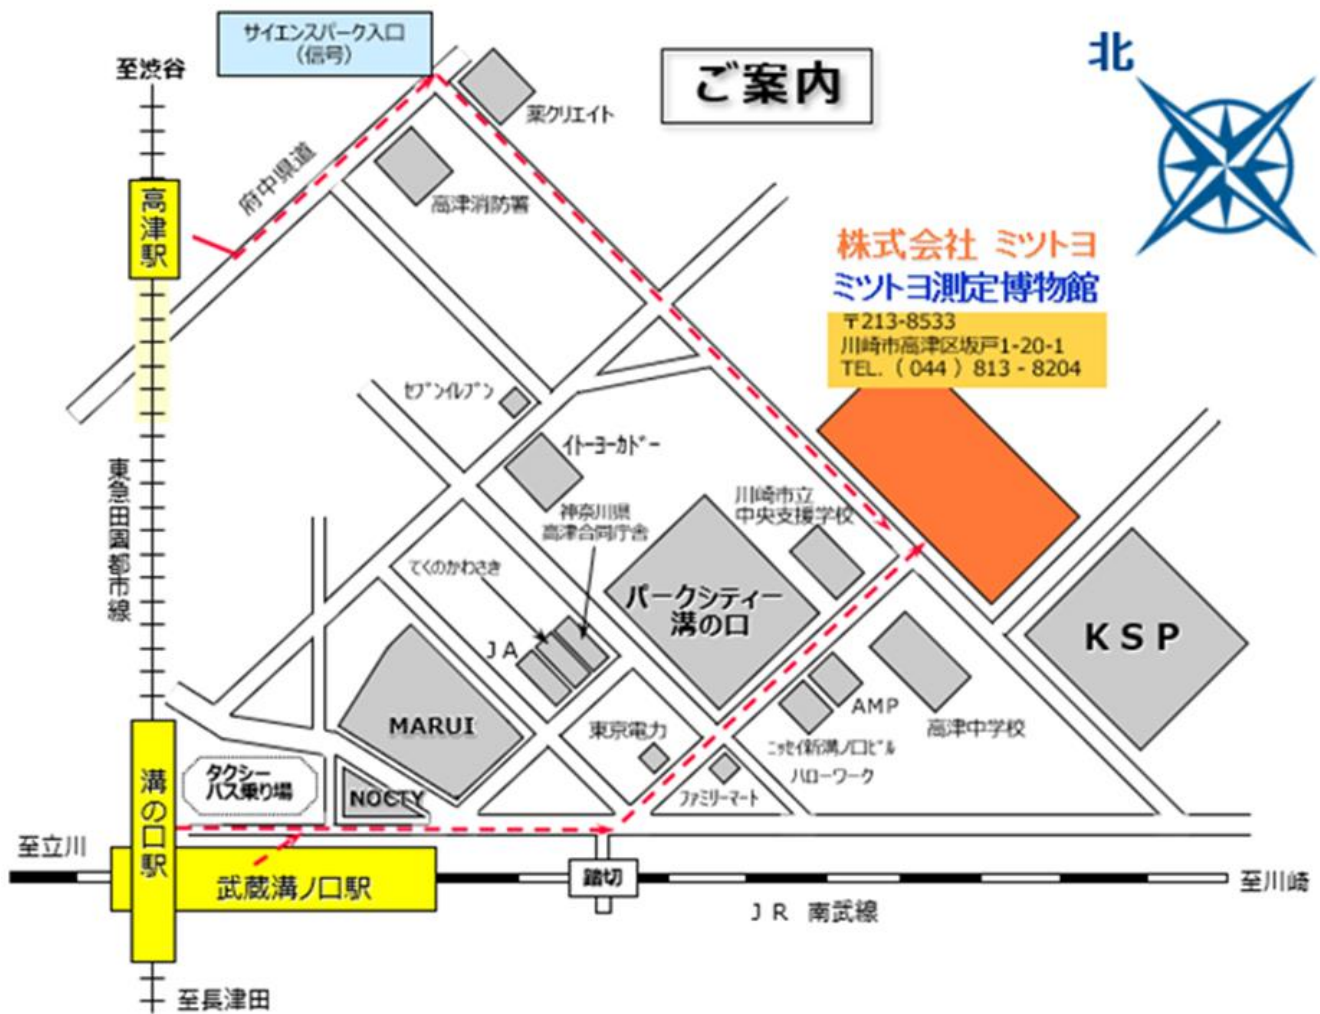 サイエンスパーク入口
(信号)
ご案内
北
至渋谷
薬クリエイト
府中県道
高津消防署
高津駅
株式会社 ミツトヨ
ミツトヨ測定博物館
〒213-8533
川崎市高津区坂戸1-20-1
TEL.(044)813-8204
セブンイレブン
イトーヨーカドー
東急田園都市線
神奈川県
高津合同庁舎
川崎市立
中央支援学校
てくのかわさき
パークシティー
溝の口
KSP
JA
MARUI
東京電力
AMP
高津中学校
ニッセイ新溝ノ口ビル
ハローワーク
ファミリーマート
タクシー
バス乗り場
NOCTY
溝の口駅
至立川
武蔵溝ノ口駅
踏切
至川崎
JR 南武線
至長津田